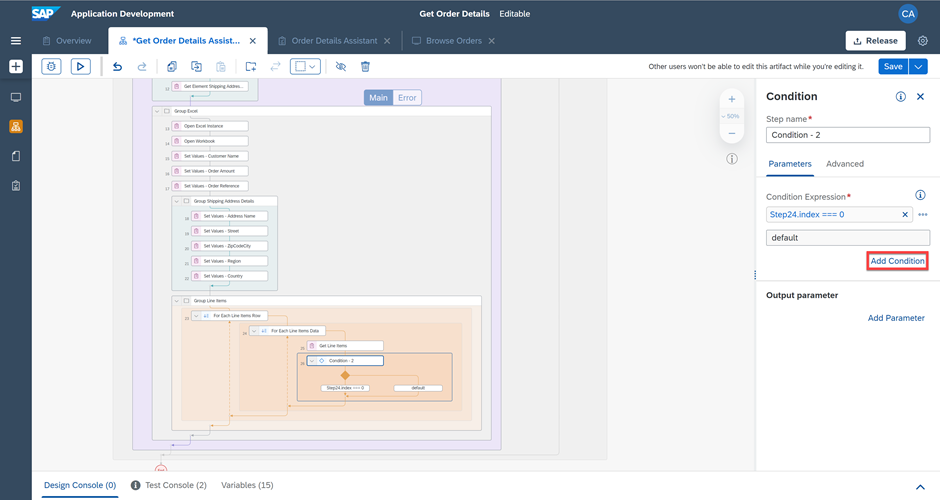 SAP Application Development Get Order Details Editable CA
Overview *Get Order Details Assist... Order Details Assistant Browse Orders Release
Other users won't be able to edit this artifact while you're editing it. Save
Main Error
50%
12 Get Element Shipping Addres...
Group Excel
13 Open Excel Instance
14 Open Workbook
15 Set Values - Customer Name
16 Set Values - Order Amount
17 Set Values - Order Reference
Group Shipping Address Details
18 Set Values - Address Name
19 Set Values - Street
20 Set Values - ZipCodeCity
21 Set Values - Region
22 Set Values - Country
Group Line Items
23 For Each Line Items Row
24 For Each Line Items Data
25 Get Line Items
26 Condition - 2
Step24.index === 0 default
End
Condition
Step name*
Condition - 2
Parameters Advanced
Condition Expression*
Step24.index === 0
default
Add Condition
Output parameter
Add Parameter
Design Console (0) Test Console (2) Variables (15)